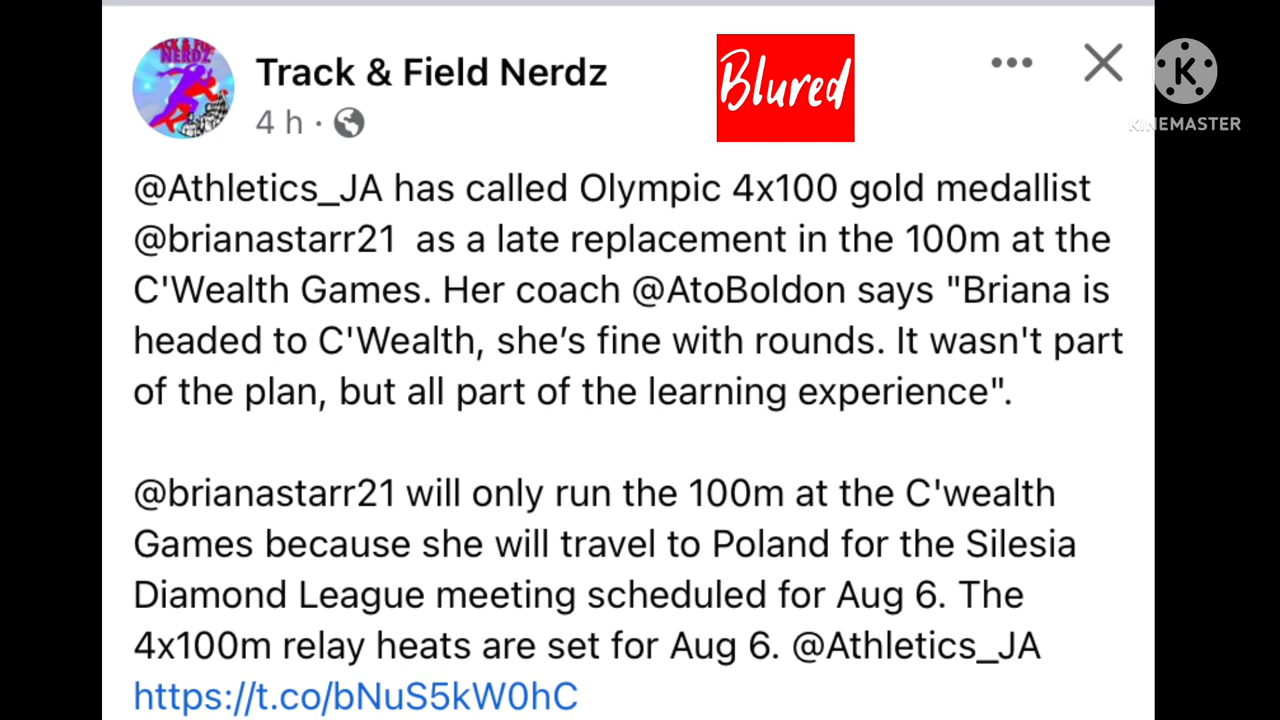 Track & Field Nerdz
4 h ·
Blured
KINEMASTER
@Athletics_JA has called Olympic 4x100 gold medallist
@brianastarr21 as a late replacement in the 100m at the
C'Wealth Games. Her coach @AtoBoldon says "Briana is
headed to C'Wealth, she’s fine with rounds. It wasn't part
of the plan, but all part of the learning experience".
@brianastarr21 will only run the 100m at the C'wealth
Games because she will travel to Poland for the Silesia
Diamond League meeting scheduled for Aug 6. The
4x100m relay heats are set for Aug 6. @Athletics_JA
https://t.co/bNuS5kW0hC